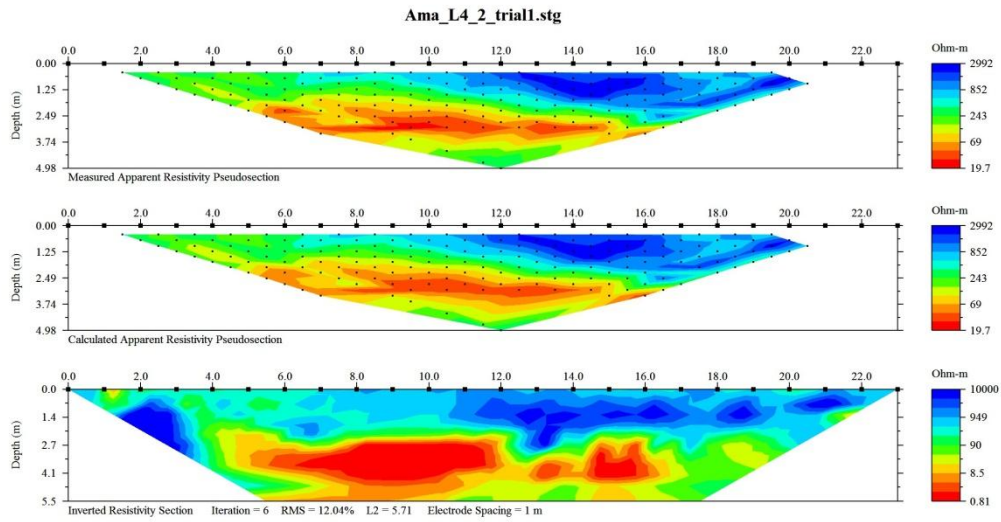 Ama_L4_2_trial1.stg
0.0 2.0 4.0 6.0 8.0 10.0 12.0 14.0 16.0 18.0 20.0 22.0
Ohm-m
Depth (m)
0.00
1.25
2.49
3.74
4.98
2992
852
243
69
19.7
Measured Apparent Resistivity Pseudosection
0.0 2.0 4.0 6.0 8.0 10.0 12.0 14.0 16.0 18.0 20.0 22.0
Ohm-m
Depth (m)
0.00
1.25
2.49
3.74
4.98
2992
852
243
69
19.7
Calculated Apparent Resistivity Pseudosection
0.0 2.0 4.0 6.0 8.0 10.0 12.0 14.0 16.0 18.0 20.0 22.0
Ohm-m
Depth (m)
0.0
1.4
2.7
4.1
5.5
10000
949
90
8.5
0.81
Inverted Resistivity Section Iteration = 6 RMS = 12.04% L2 = 5.71 Electrode Spacing = 1 m